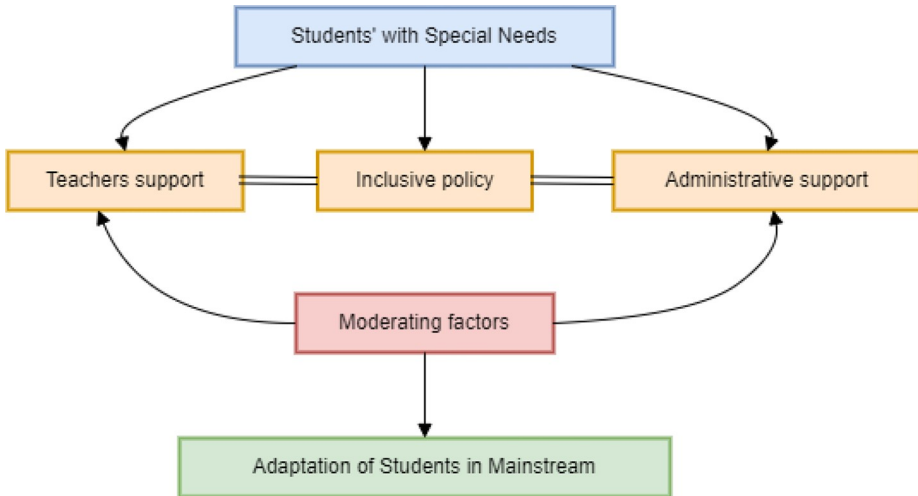 Students' with Special Needs
Teachers support
Inclusive policy
Administrative support
Moderating factors
Adaptation of Students in Mainstream